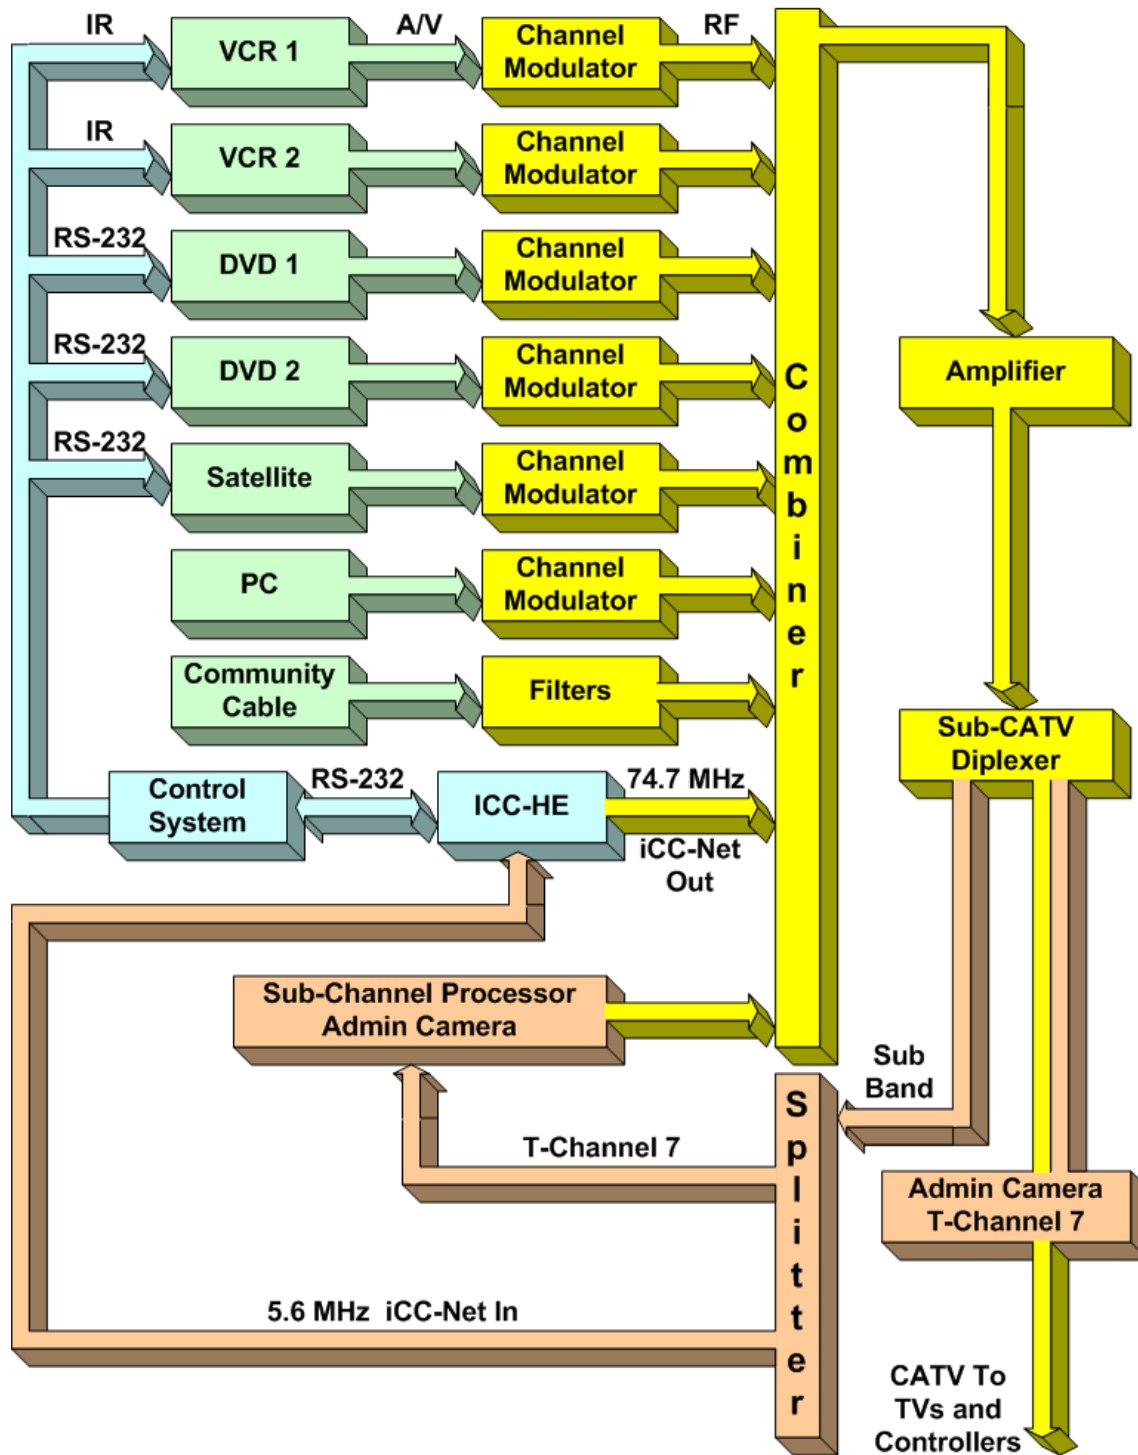 IR
A/V
RF
VCR 1
Channel
Modulator
IR
VCR 2
Channel
Modulator
RS-232
DVD 1
Channel
Modulator
RS-232
DVD 2
Channel
Modulator
RS-232
Satellite
Channel
Modulator
PC
Channel
Modulator
Community
Cable
Filters
Combiner
Amplifier
Sub-CATV
Diplexer
Control
System
RS-232
ICC-HE
74.7 MHz
iCC-Net
Out
Sub-Channel Processor
Admin Camera
Sub
Band
T-Channel 7
Splitter
Admin Camera
T-Channel 7
5.6 MHz iCC-Net In
CATV To
TVs and
Controllers